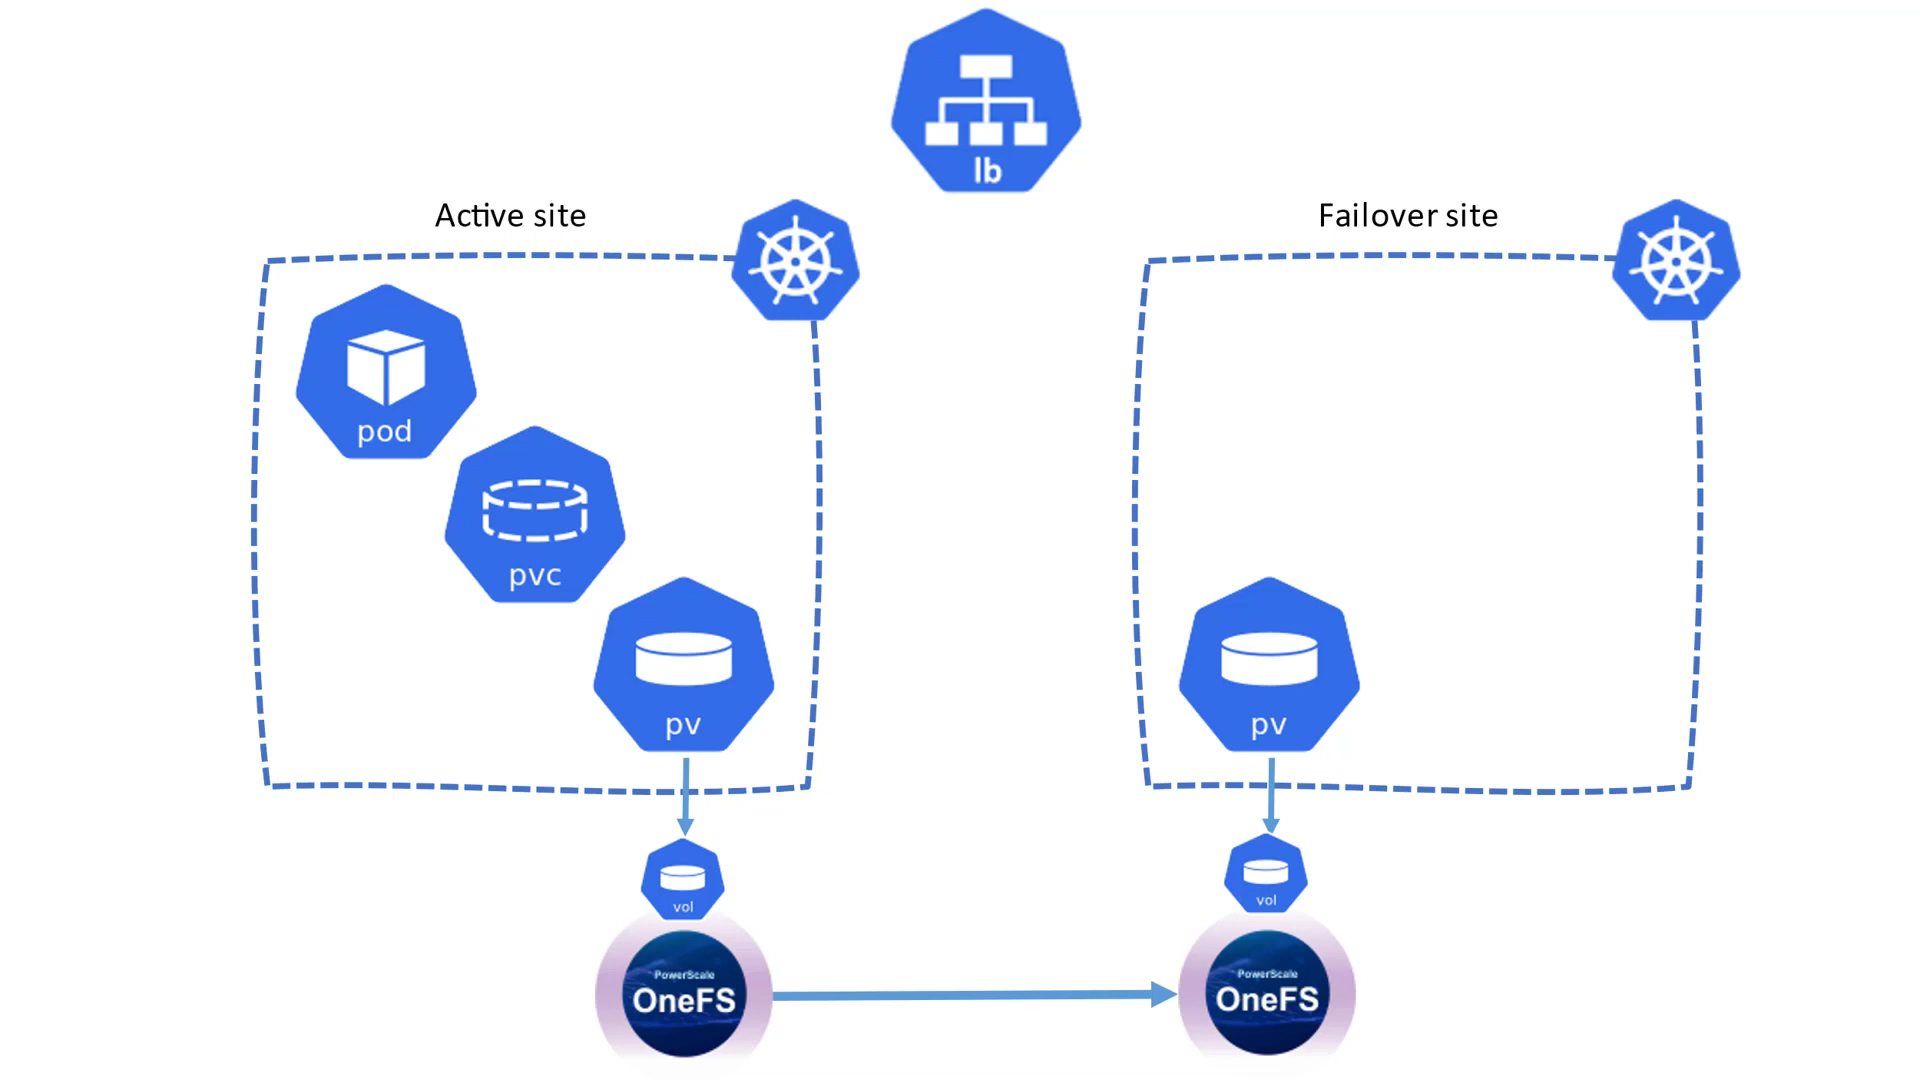 lb
Active site
Failover site
pod
pvc
pv
pv
vol
vol
PowerScale
OneFS
PowerScale
OneFS